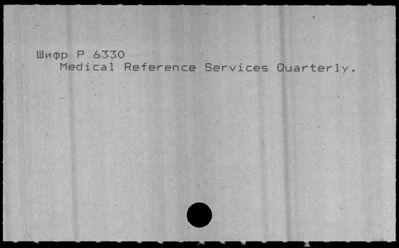 Шифр Р 6330
Medical Reference Services Quarterly.